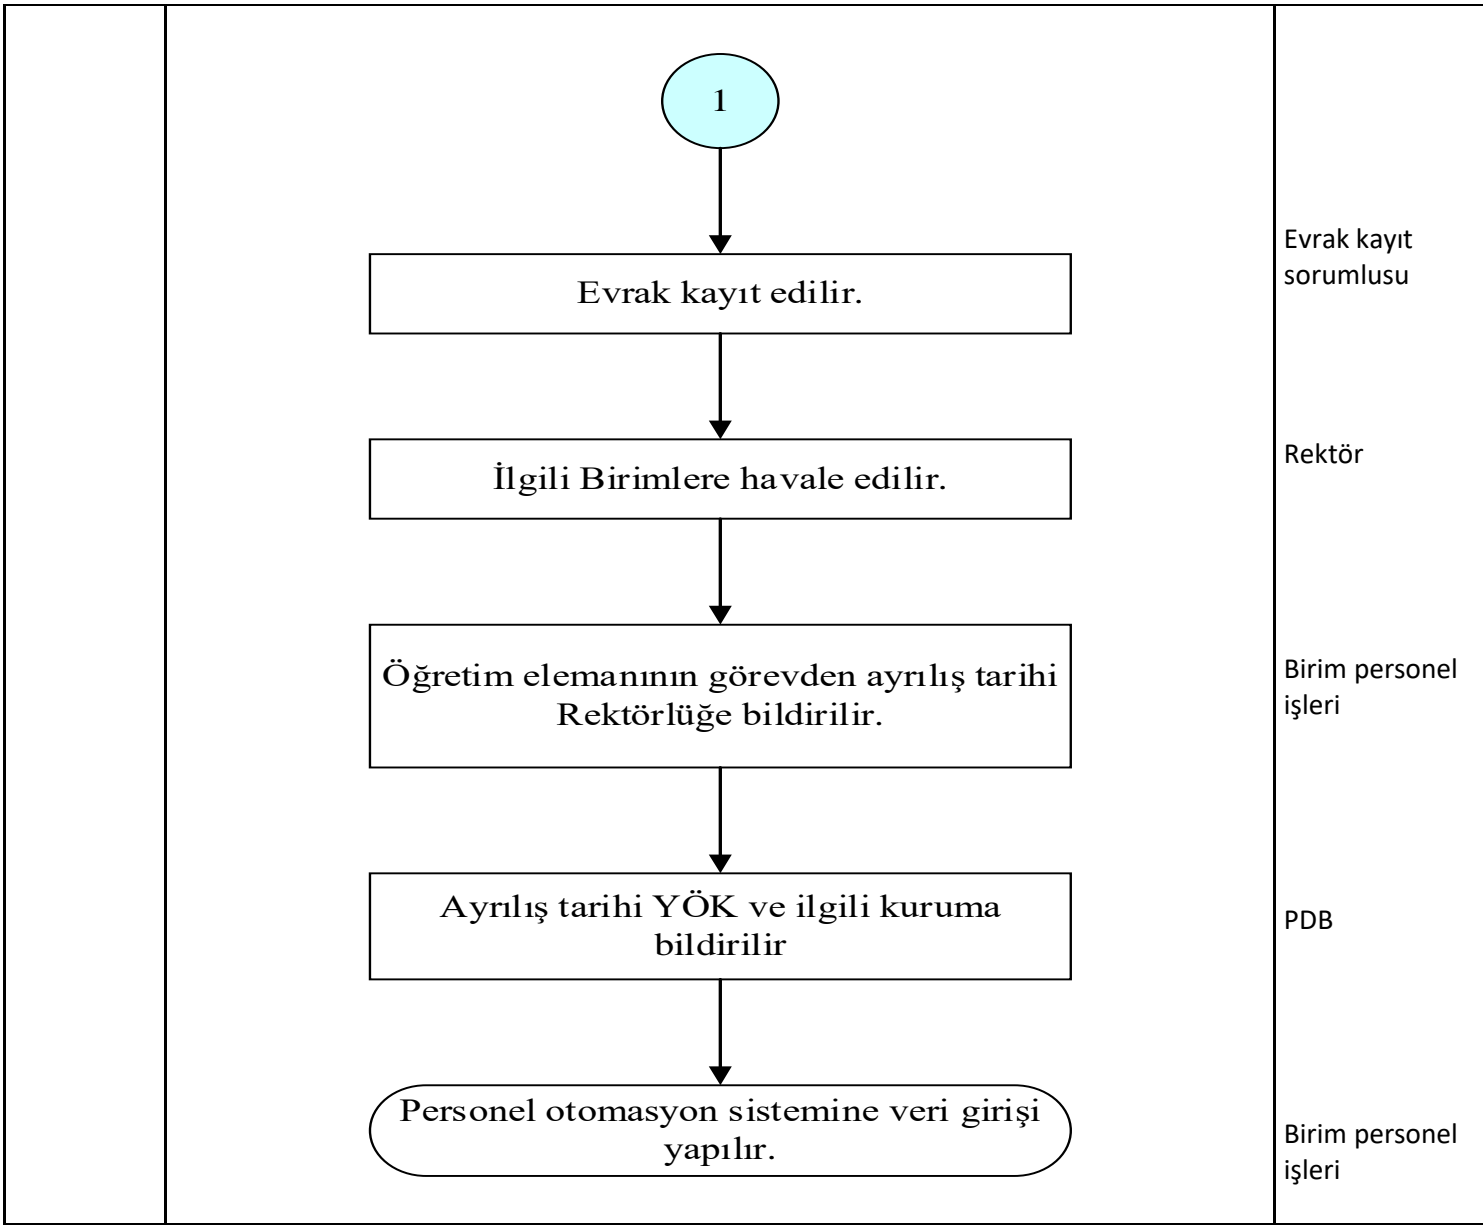 1
Evrak kayıt edilir.
Evrak kayıt
sorumlusu
İlgili Birimlere havale edilir.
Rektör
Öğretim elemanının görevden ayrılış tarihi
Rektörlüğe bildirilir.
Birim personel
işleri
Ayrılış tarihi YÖK ve ilgili kuruma
bildirilir
PDB
Personel otomasyon sistemine veri girişi
yapılır.
Birim personel
işleri